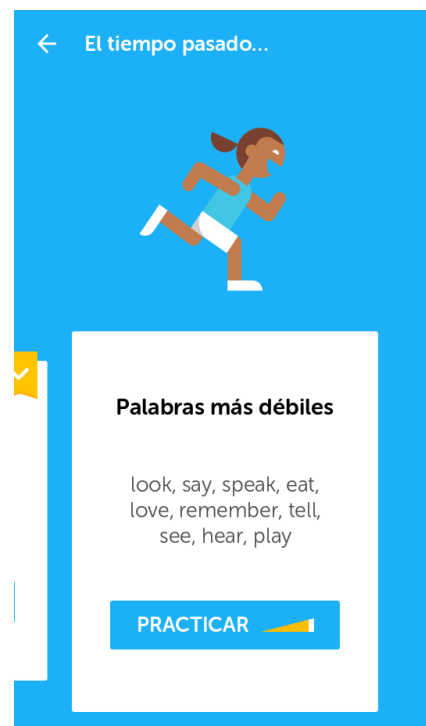 El tiempo pasado...
Palabras más débiles
look, say, speak, eat,
love, remember, tell,
see, hear, play
PRACTICAR